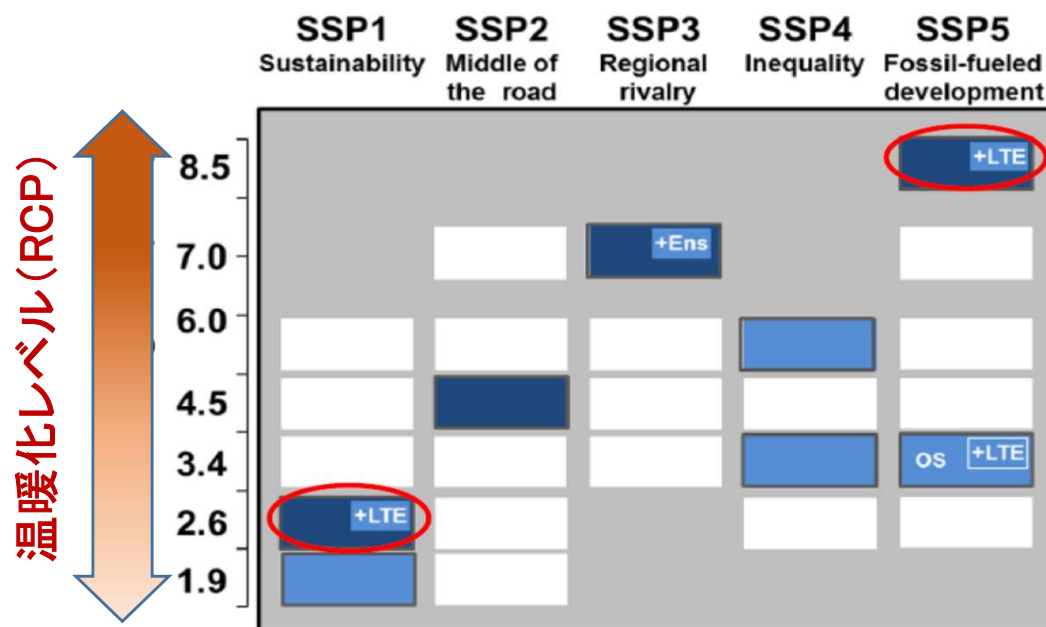 SSP1 SSP2 SSP3 SSP4 SSP5
Sustainability Middle of Regional Inequality Fossil-fueled
the road rivalry development
温暖化レベル(RCP)
8.5 +LTE
7.0 +Ens
6.0
4.5
3.4 OS +LTE
2.6 +LTE
1.9